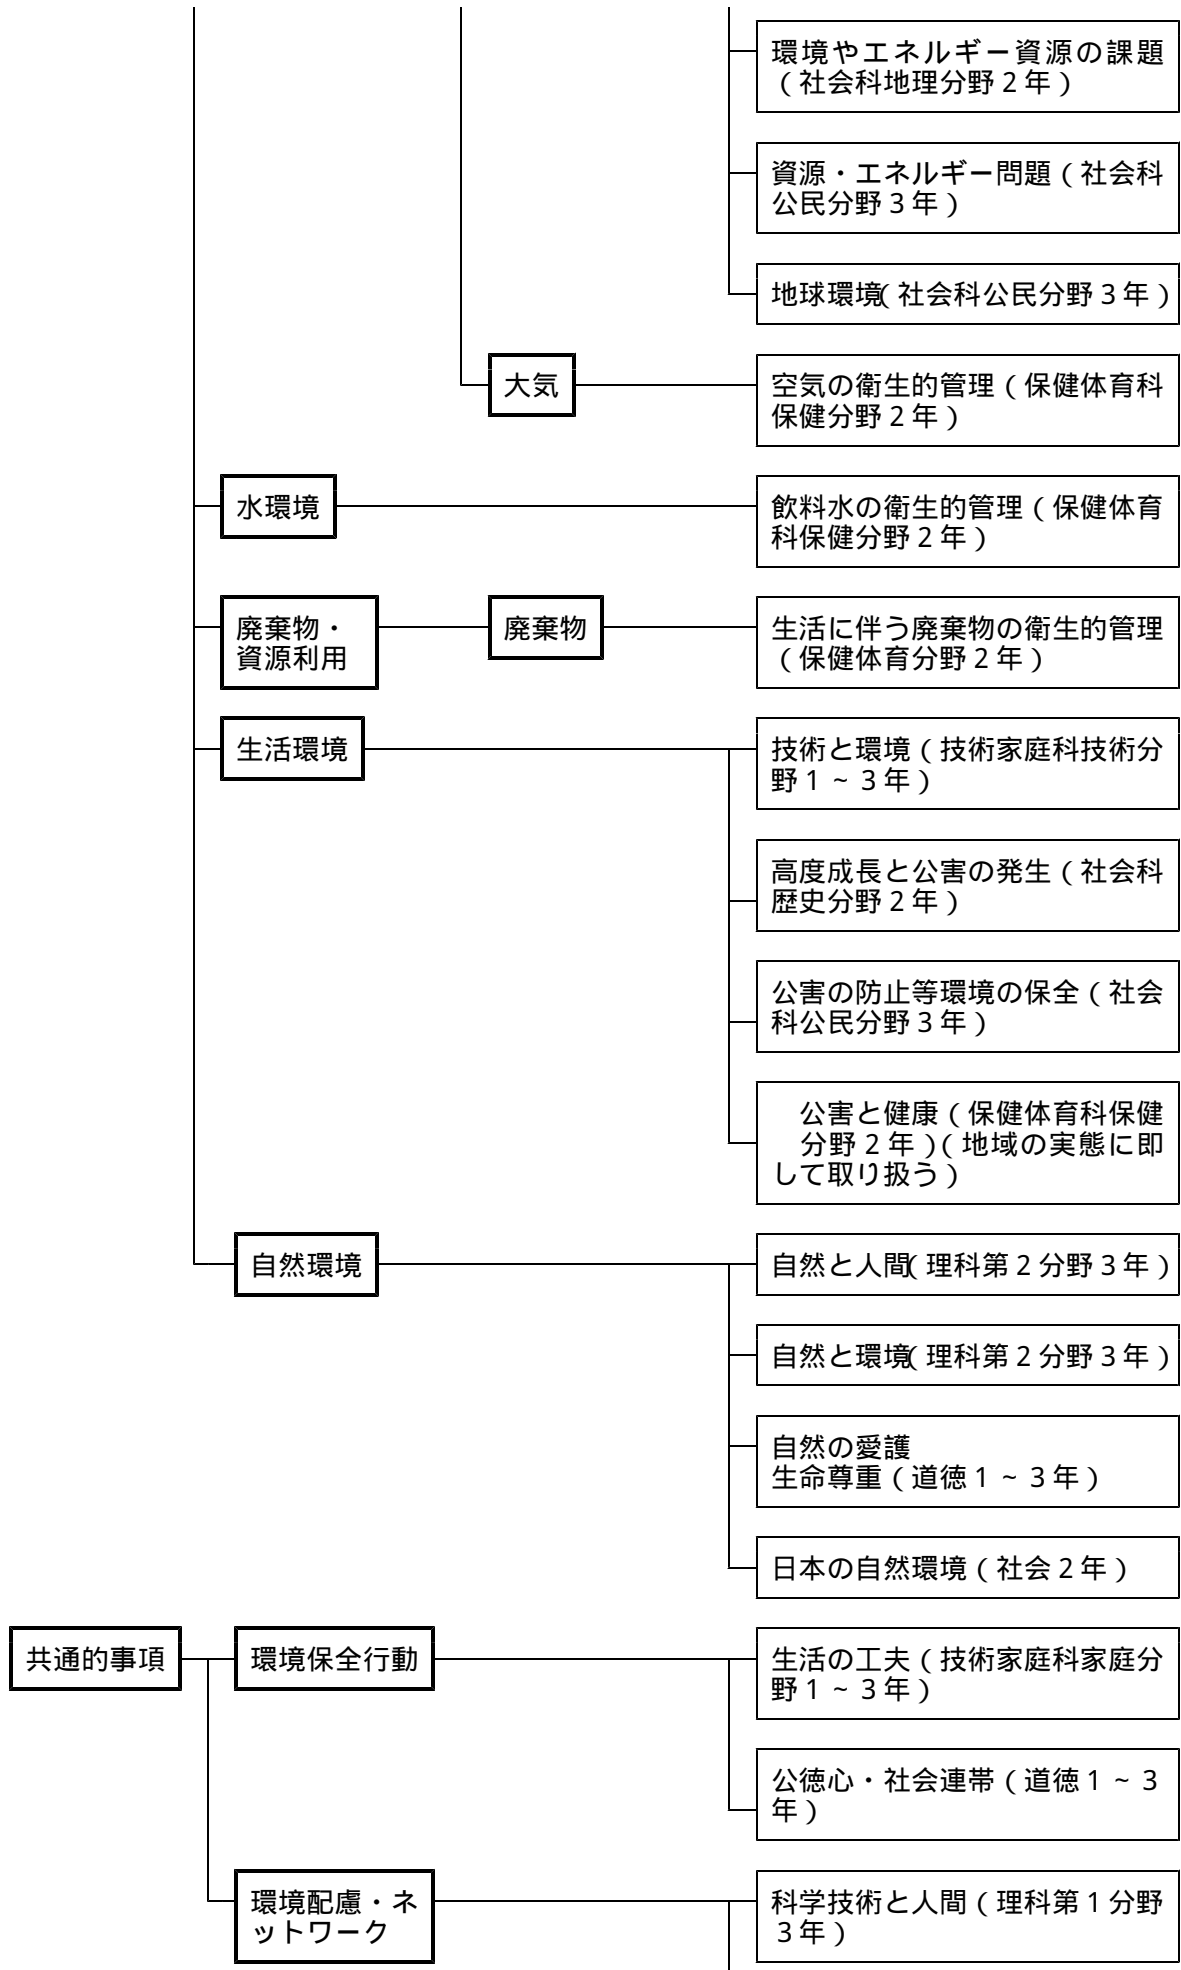 環境やエネルギー資源の課題
（社会科地理分野２年）
資源・エネルギー問題（社会科
公民分野３年）
地球環境（社会科公民分野３年）
大気
空気の衛生的管理（保健体育科
保健分野２年）
水環境
飲料水の衛生的管理（保健体育
科保健分野２年）
廃棄物・
資源利用
廃棄物
生活に伴う廃棄物の衛生的管理
（保健体育分野２年）
生活環境
技術と環境（技術家庭科技術分
野１～３年）
高度成長と公害の発生（社会科
歴史分野２年）
公害の防止等環境の保全（社会
科公民分野３年）
公害と健康（保健体育科保健
分野２年）（地域の実態に即
して取り扱う）
自然環境
自然と人間（理科第２分野３年）
自然と環境（理科第２分野３年）
自然の愛護
生命尊重（道徳１～３年）
日本の自然環境（社会２年）
共通的事項
環境保全行動
生活の工夫（技術家庭科家庭分
野１～３年）
公徳心・社会連帯（道徳１～３
年）
環境配慮・ネ
ットワーク
科学技術と人間（理科第１分野
３年）